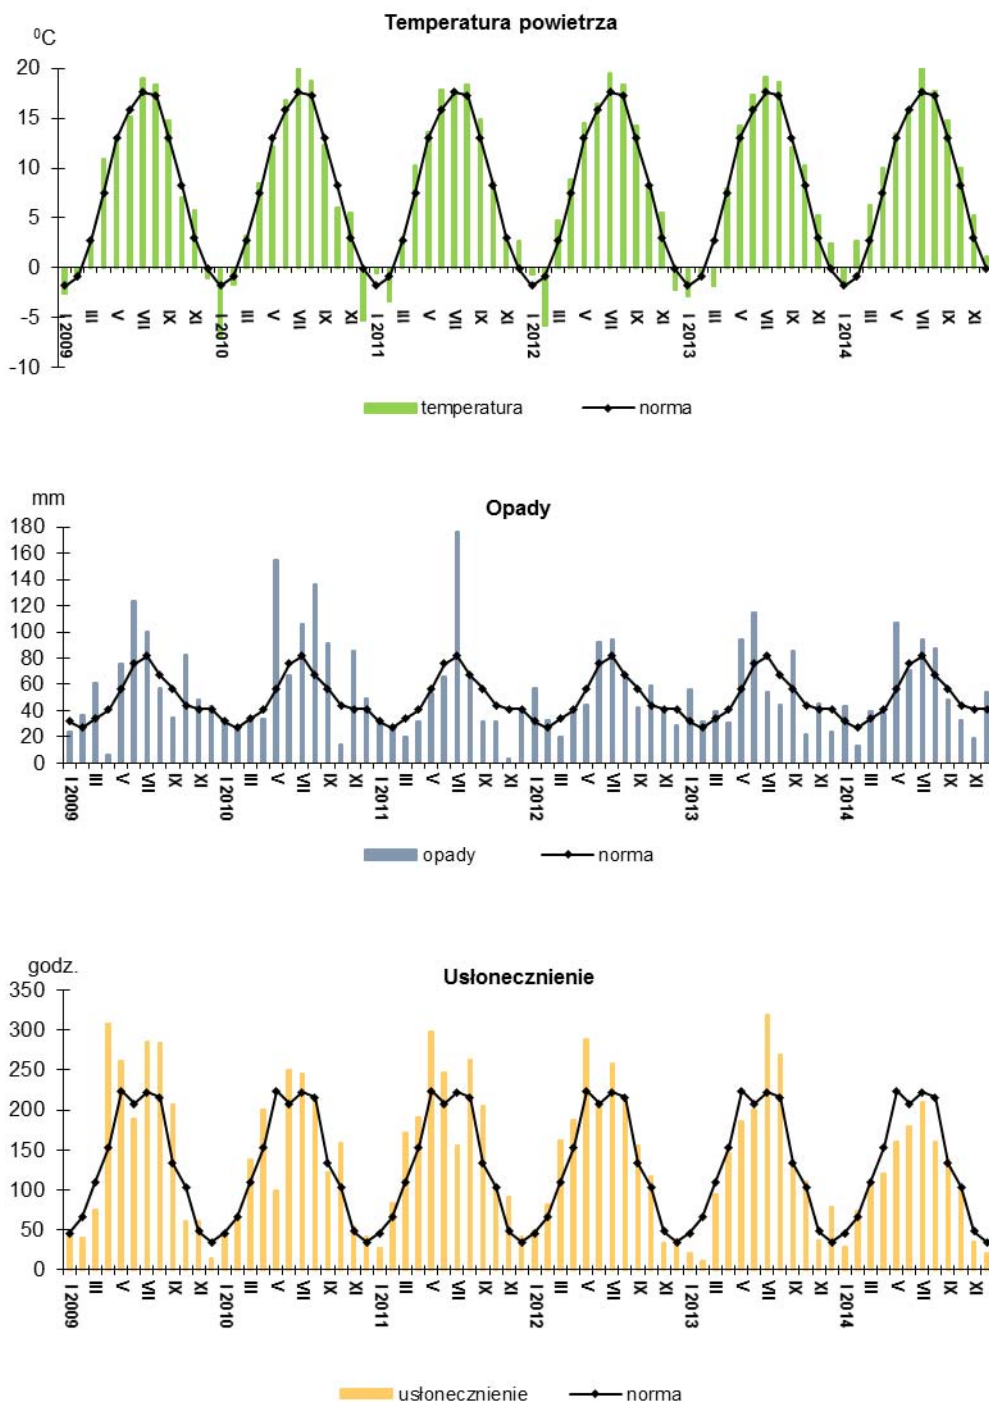 Temperatura powietrza
⁰C
20
15
10
5
0
-5
-10
I 2009 III V VII IX XI I 2010 III V VII IX XI I 2011 III V VII IX XI I 2012 III V VII IX XI I 2013 III V VII IX XI I 2014 III V VII IX XI
temperatura norma
mm
Opady
180
160
140
120
100
80
60
40
20
0
I 2009 III V VII IX XI I 2010 III V VII IX XI I 2011 III V VII IX XI I 2012 III V VII IX XI I 2013 III V VII IX XI I 2014 III V VII IX XI
opady norma
godz.
Usłonecznienie
350
300
250
200
150
100
50
0
I 2009 III V VII IX XI I 2010 III V VII IX XI I 2011 III V VII IX XI I 2012 III V VII IX XI I 2013 III V VII IX XI I 2014 III V VII IX XI
usłonecznienie norma